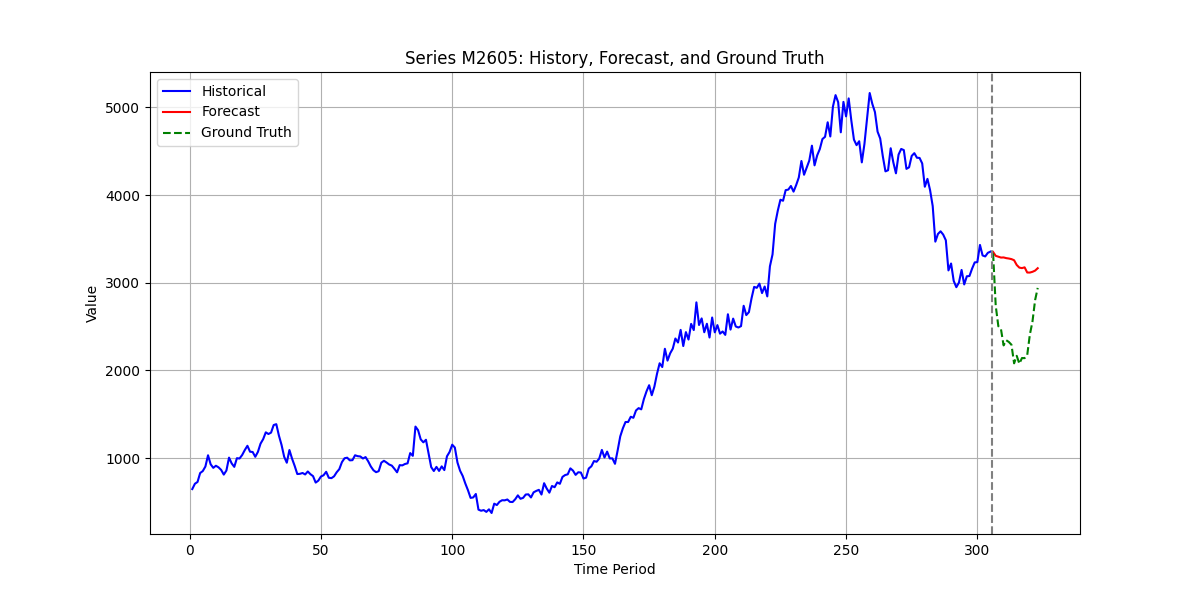 Series M2605: History, Forecast, and Ground Truth
Historical
Forecast
Ground Truth
5000
4000
3000
2000
1000
Value
0 50 100 150 200 250 300
Time Period